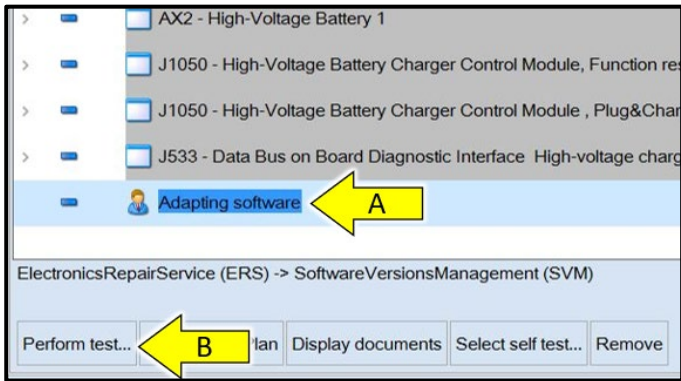 AX2 - High-Voltage Battery 1
J1050 - High-Voltage Battery Charger Control Module, Function
J1050 - High-Voltage Battery Charger Control Module , Plug&Char
J533 - Data Bus on Board Diagnostic Interface High-voltage charg
Adapting software
A
ElectronicsRepairService (ERS) -> SoftwareVersionsManagement (SVM)
Perform test... B lan Display documents Select self test... Remove